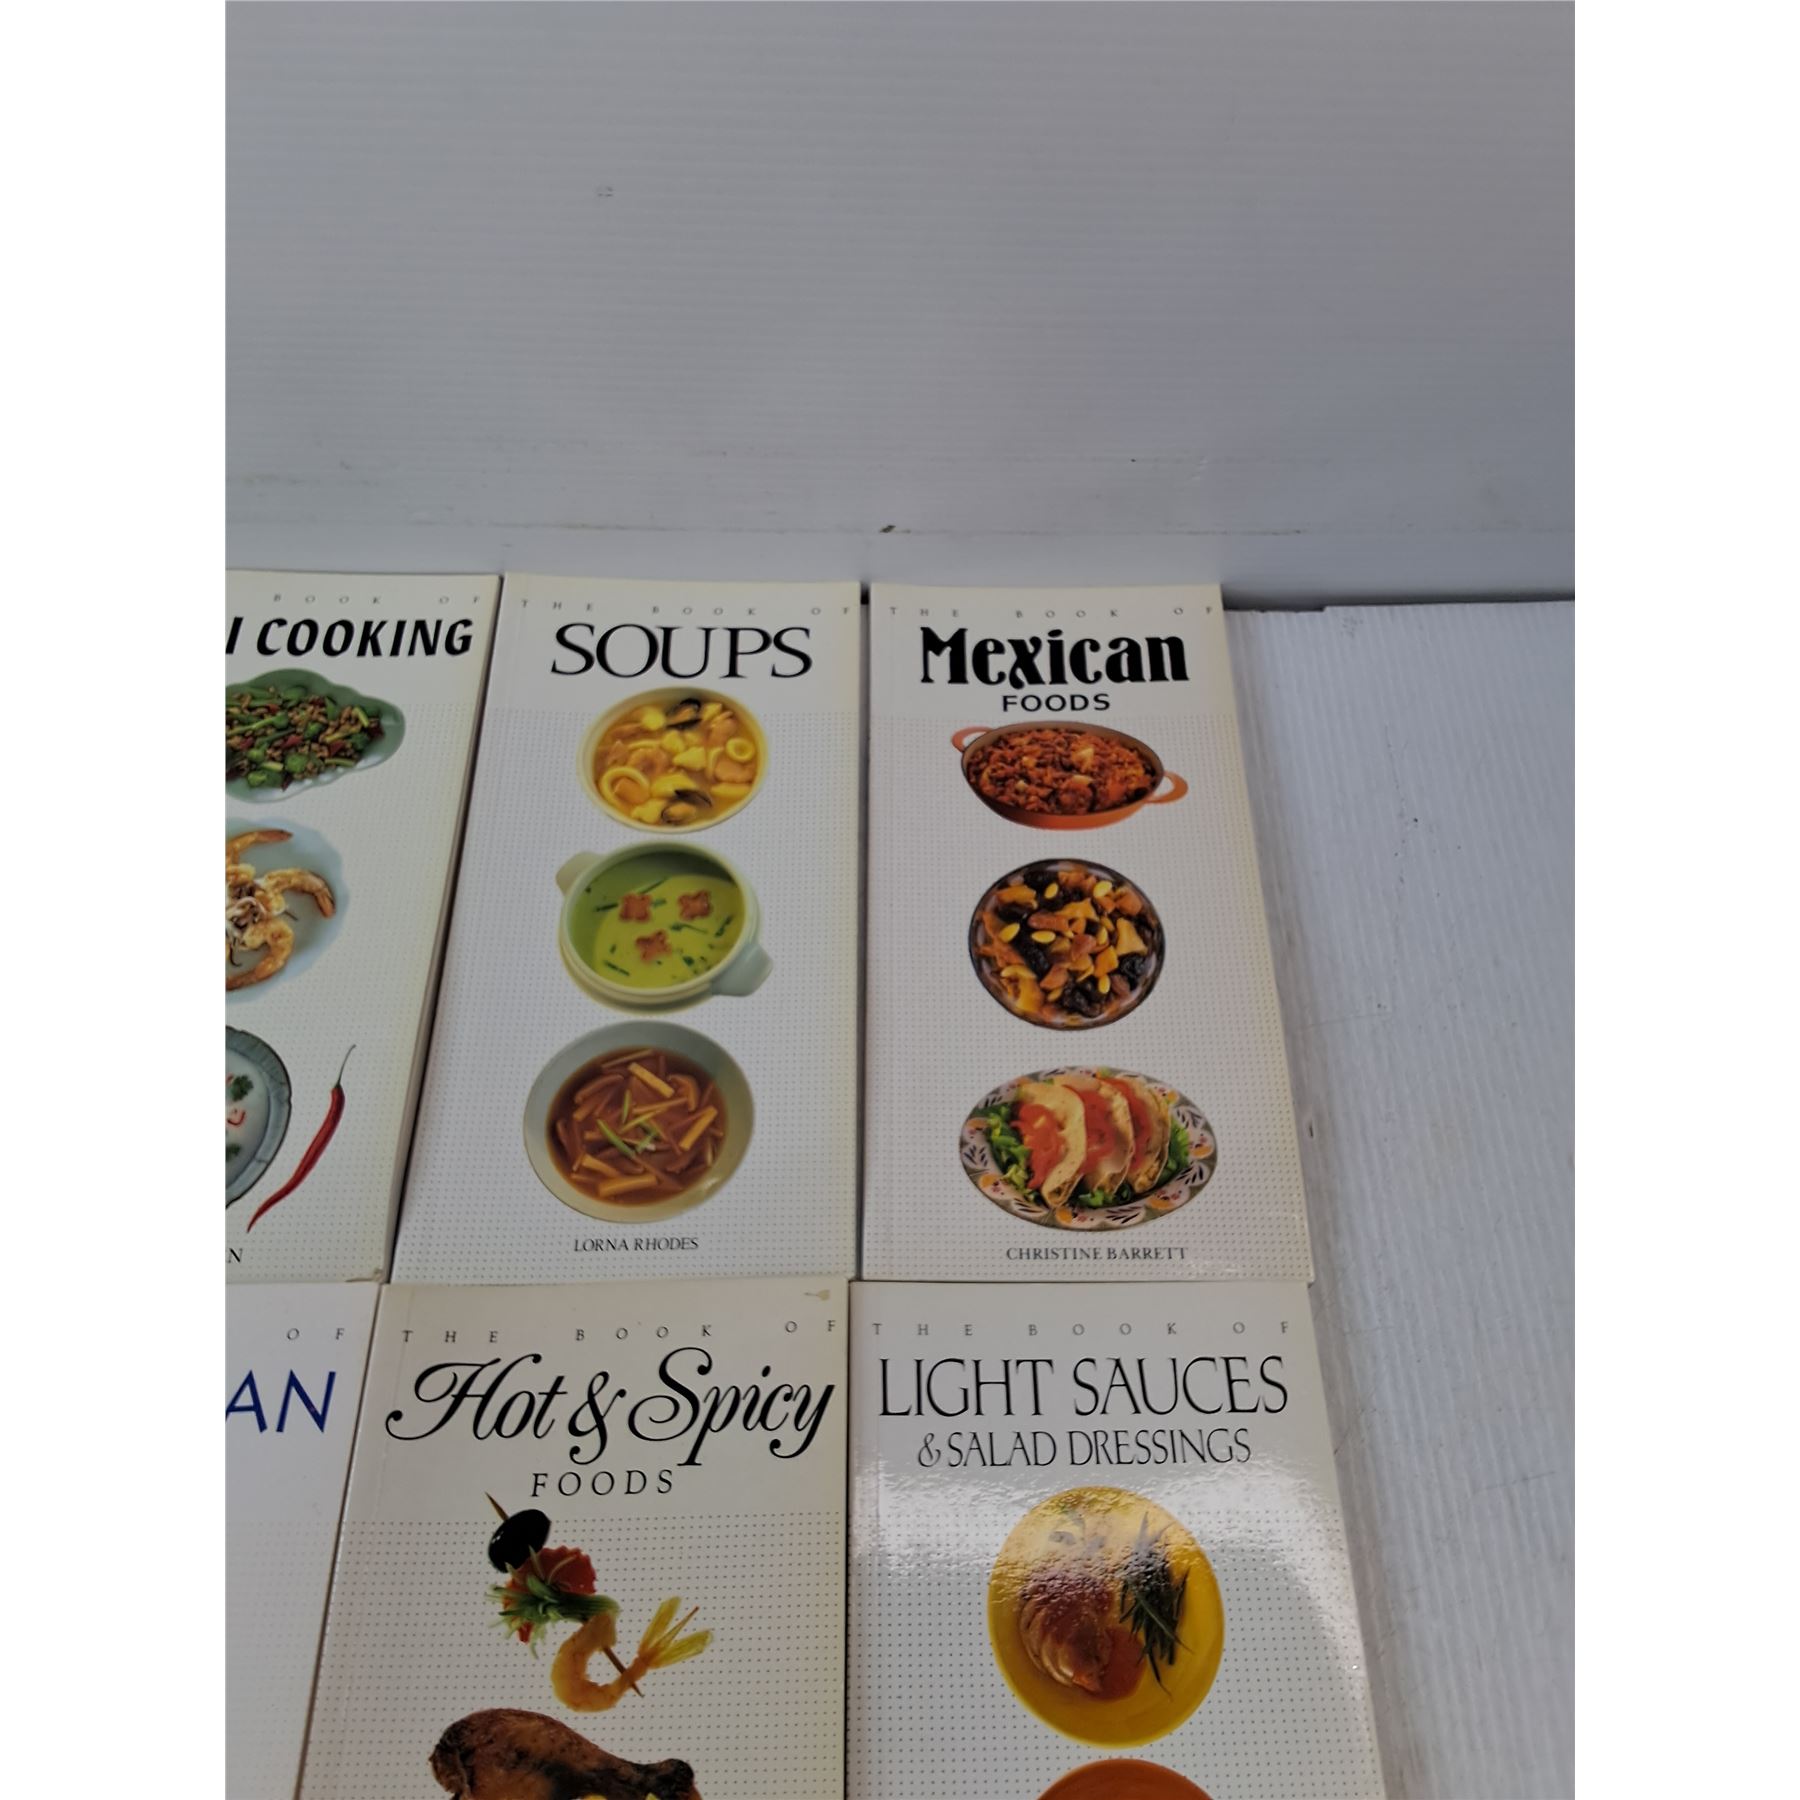 BOOK OF
I COOKING
N
THE BOOK OF
SOUPS
LORNA RHODES
THE BOOK OF
Mexican
FOODS
CHRISTINE BARRETT
OF
AN
THE BOOK OF
Hot & Spicy
FOODS
THE BOOK OF
LIGHT SAUCES
& SALAD DRESSINGS